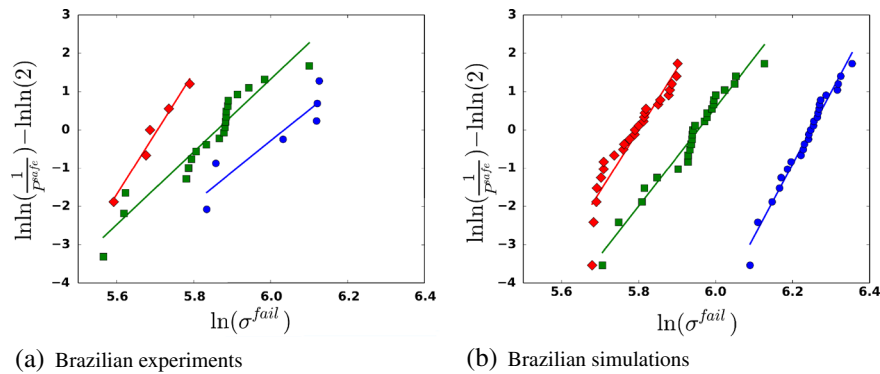 3
2
1
0
−1
−2
−3
−4
lnln(1/P^safe)−lnln(2)
5.6 5.8 6.0 6.2 6.4
ln(σ^fail)
(a) Brazilian experiments
3
2
1
0
−1
−2
−3
−4
lnln(1/P^safe)−lnln(2)
5.6 5.8 6.0 6.2 6.4
ln(σ^fail)
(b) Brazilian simulations